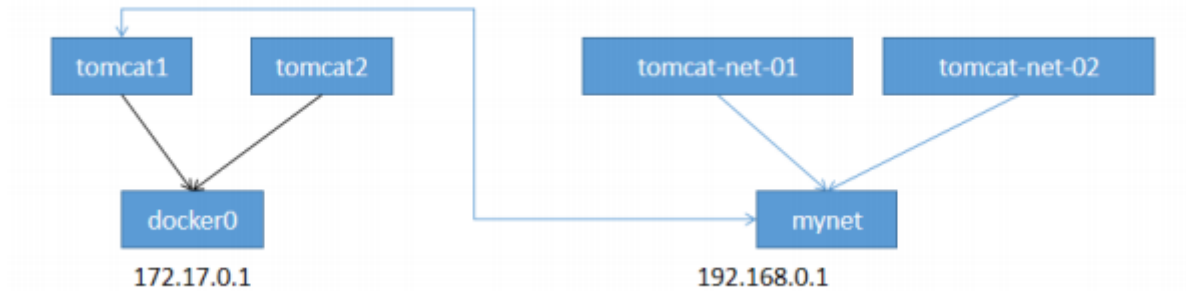 tomcat1
tomcat2
tomcat-net-01
tomcat-net-02
docker0
mynet
172.17.0.1
192.168.0.1